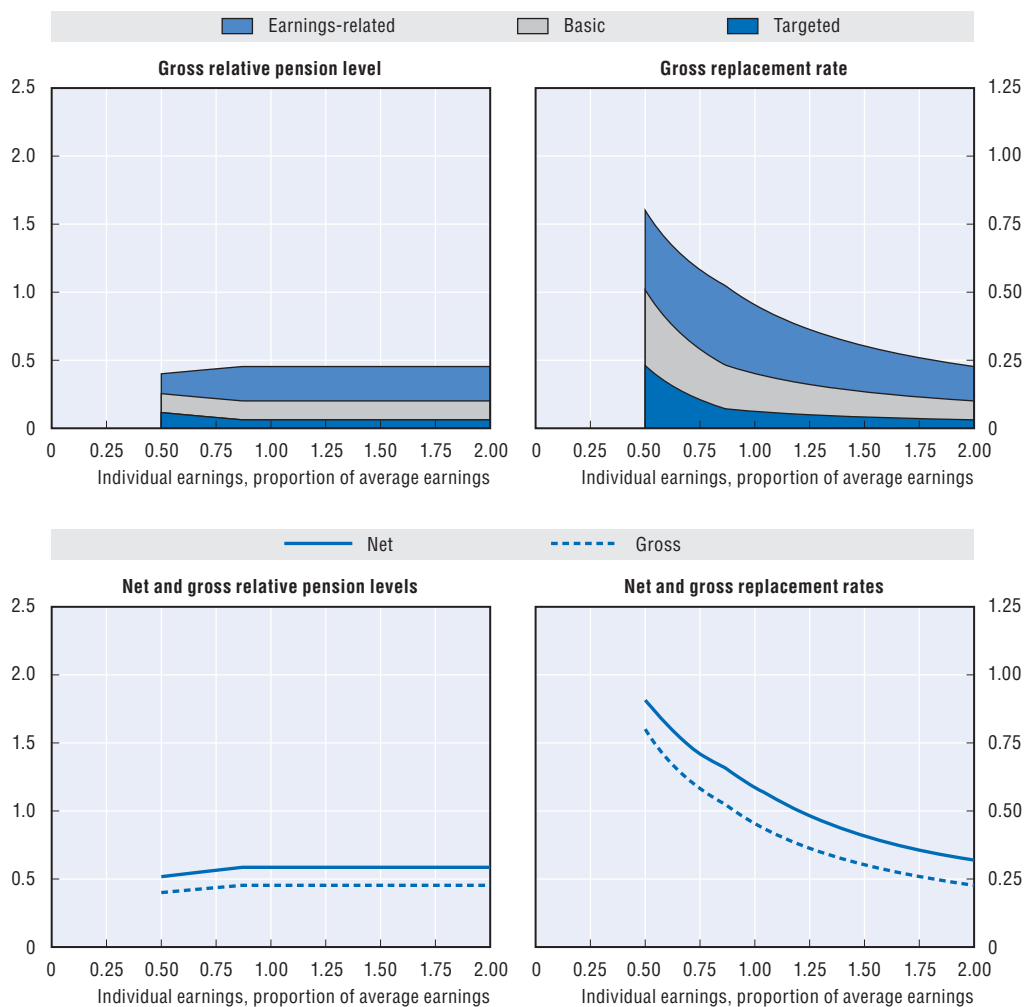 Earnings-related Basic Targeted
Gross relative pension level
2.5
2.0
1.5
1.0
0.5
0
0 0.25 0.50 0.75 1.00 1.25 1.50 1.75 2.00
Individual earnings, proportion of average earnings
Gross replacement rate
1.25
1.00
0.75
0.50
0.25
0
0 0.25 0.50 0.75 1.00 1.25 1.50 1.75 2.00
Individual earnings, proportion of average earnings
Net Gross
Net and gross relative pension levels
2.5
2.0
1.5
1.0
0.5
0
0 0.25 0.50 0.75 1.00 1.25 1.50 1.75 2.00
Individual earnings, proportion of average earnings
Net and gross replacement rates
1.25
1.00
0.75
0.50
0.25
0
0 0.25 0.50 0.75 1.00 1.25 1.50 1.75 2.00
Individual earnings, proportion of average earnings